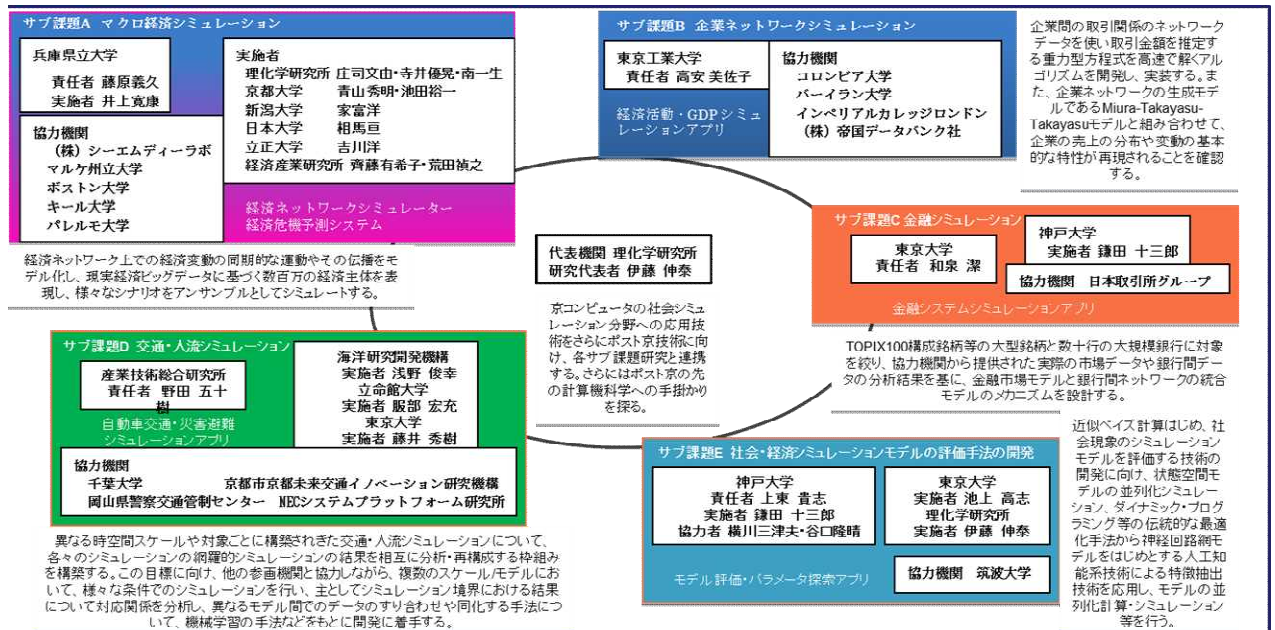 サブ課題A マクロ経済シミュレーション
兵庫県立大学
責任者 藤原義久
実施者 井上寛康
協力機関
(株)シーエムディーラボ
マルケ州立大学
ボストン大学
キール大学
パレルモ大学
実施者
理化学研究所 庄司文由・寺井優晃・南一生
京都大学 青山秀明・池田裕一
新潟大学 家富洋
日本大学 相馬亘
立正大学 吉川洋
経済産業研究所 齊藤有希子・荒田禎之
経済ネットワークシミュレーター
経済危機予測システム
経済ネットワーク上での経済変動の同期的な運動やその伝播をモ
デル化し、現実経済ビッグデータに基づく数百万の経済主体を表
現し、様々なシナリオをアンサンブルとしてシミュレートする。
サブ課題B 企業ネットワークシミュレーション
東京工業大学
責任者 高安 美佐子
経済活動・GDPシミュ
レーションアプリ
協力機関
コロンビア大学
バーイラン大学
インペリアルカレッジロンドン
(株)帝国データバンク社
企業間の取引関係のネットワーク
データを使い取引金額を推定す
る重力型方程式を高速で解くアル
ゴリズムを開発し、実装する。ま
た、企業ネットワークの生成モデ
ルであるMiura-Takayasu-
Takayasuモデルと組み合わせて、
企業の売上の分布や変動の基本
的な特性が再現されることを確認
する。
代表機関 理化学研究所
研究代表者 伊藤 伸泰
京コンピュータの社会シミュ
レーション分野への応用技
術をさらにポスト京技術に向
け、各サブ課題研究と連携
する。さらにはポスト京の先
の計算機科学への手掛かり
を探る。
サブ課題C 金融シミュレーション
東京大学
責任者 和泉 潔
神戸大学
実施者 鎌田 十三郎
協力機関 日本取引所グループ
金融システムシミュレーションアプリ
TOPIX100構成銘柄等の大型銘柄と数十行の大規模銀行に対象
を絞り、協力機関から提供された実際の市場データや銀行間デー
タの分析結果を基に、金融市場モデルと銀行間ネットワークの統合
モデルのメカニズムを設計する。
サブ課題D 交通・人流シミュレーション
産業技術総合研究所
責任者 野田 五十
樹
自動車交通・災害避難
シミュレーションアプリ
海洋研究開発機構
実施者 浅野 俊幸
立命館大学
実施者 服部 宏充
東京大学
実施者 藤井 秀樹
協力機関
千葉大学 京都市京都未来交通イノベーション研究機構
岡山県警察交通管制センター NECシステムプラットフォーム研究所
異なる時空間スケールや対象ごとに構築されぎた交通・人流シミュレーションについて、
各々のシミュレーションの網羅的シミュレーションの結果を相互に分析・再構成する枠組み
を構築する。この目標に向け、他の参画機関と協力しながら、複数のスケール/モデルにお
いて、様々な条件でのシミュレーションを行い、主としてシミュレーション境界における結果
について対応関係を分析し、異なるモデル間でのデータのすり合わせや同化する手法につ
いて、機械学習の手法などをもとに開発に着手する。
サブ課題E 社会・経済シミュレーションモデルの評価手法の開発
神戸大学
責任者 上東 貴志
実施者 鎌田 十三郎
協力者 横川三津夫・谷口隆晴
東京大学
実施者 池上 高志
理化学研究所
実施者 伊藤 伸泰
モデル評価・パラメータ探索アプリ
協力機関 筑波大学
近似ベイズ計算はじめ、社
会現象のシミュレーション
モデルを評価する技術の
開発に向け、状態空間モ
デルの並列化シミュレー
ション、ダイナミック・プログ
ラミング等の伝統的な最適
化手法から神経回路網モ
デルをはじめとする人工知
能系技術による特徴抽出
技術を応用し、モデルの並
列化計算・シミュレーション
等を行う。